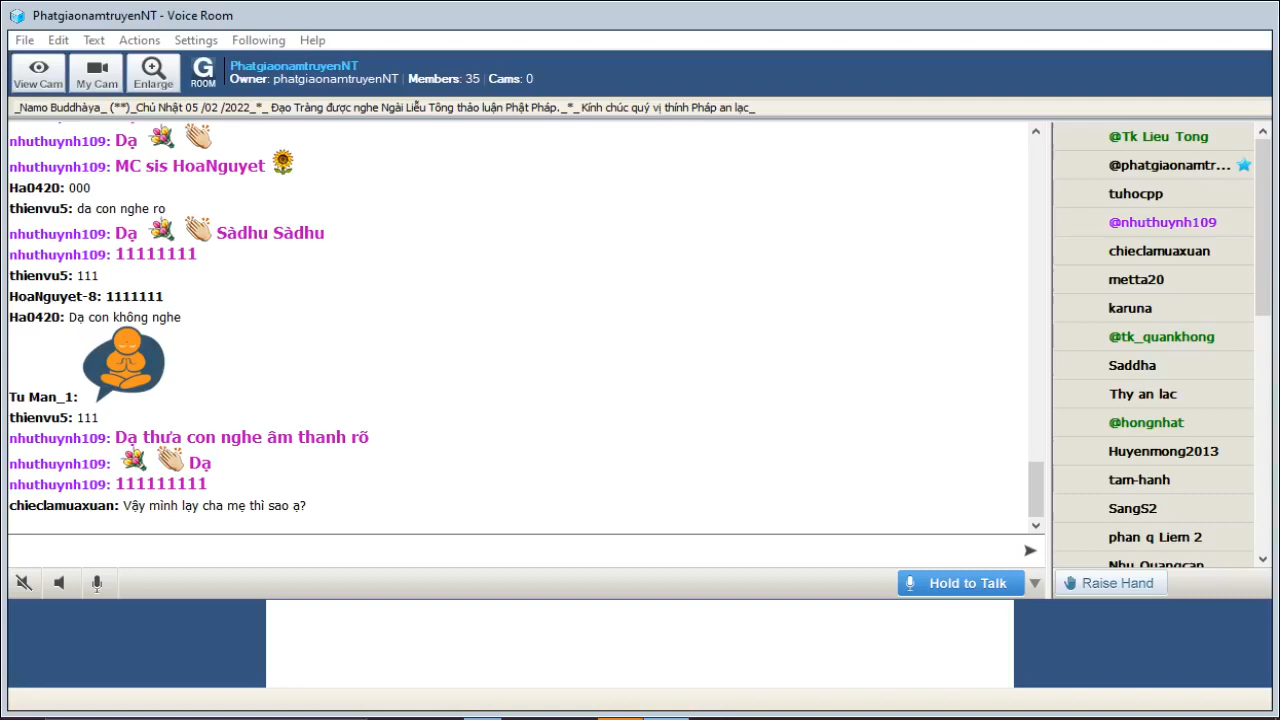 PhatgiaonamtruyenNT - Voice Room
File Edit Text Actions Settings Following Help
View Cam My Cam Enlarge G ROOM
PhatgiaonamtruyenNT
Owner: phatgiaonamtruyenNT Members: 35 Cams: 0
_Namo Buddhàya_ (**)_Chủ Nhật 05 /02 /2022_*_ Đạo Tràng được nghe Ngài Liễu Tông thảo luận Phật Pháp._*_ Kính chúc quý vị thính Pháp an lạc_
nhuthuynh109: Dạ
nhuthuynh109: MC sis HoaNguyet
Ha0420: 000
thienvu5: da con nghe ro
nhuthuynh109: Dạ Sàdhu Sàdhu
nhuthuynh109: 11111111
thienvu5: 111
HoaNguyet-8: 1111111
Ha0420: Dạ con không nghe
Tu Man_1:
thienvu5: 111
nhuthuynh109: Dạ thưa con nghe âm thanh rõ
nhuthuynh109: Dạ
nhuthuynh109: 111111111
chieclamuaxuan: Vậy mình lạy cha mẹ thì sao ạ?
@Tk Lieu Tong
@phatgiaonamtr...
tuhocpp
@nhuthuynh109
chieclamuaxuan
metta20
karuna
@tk_quankhong
Saddha
Thy an lac
@hongnhat
Huyenmong2013
tam-hanh
SangS2
phan q Liem 2
Nhu Quangcap
Hold to Talk
Raise Hand